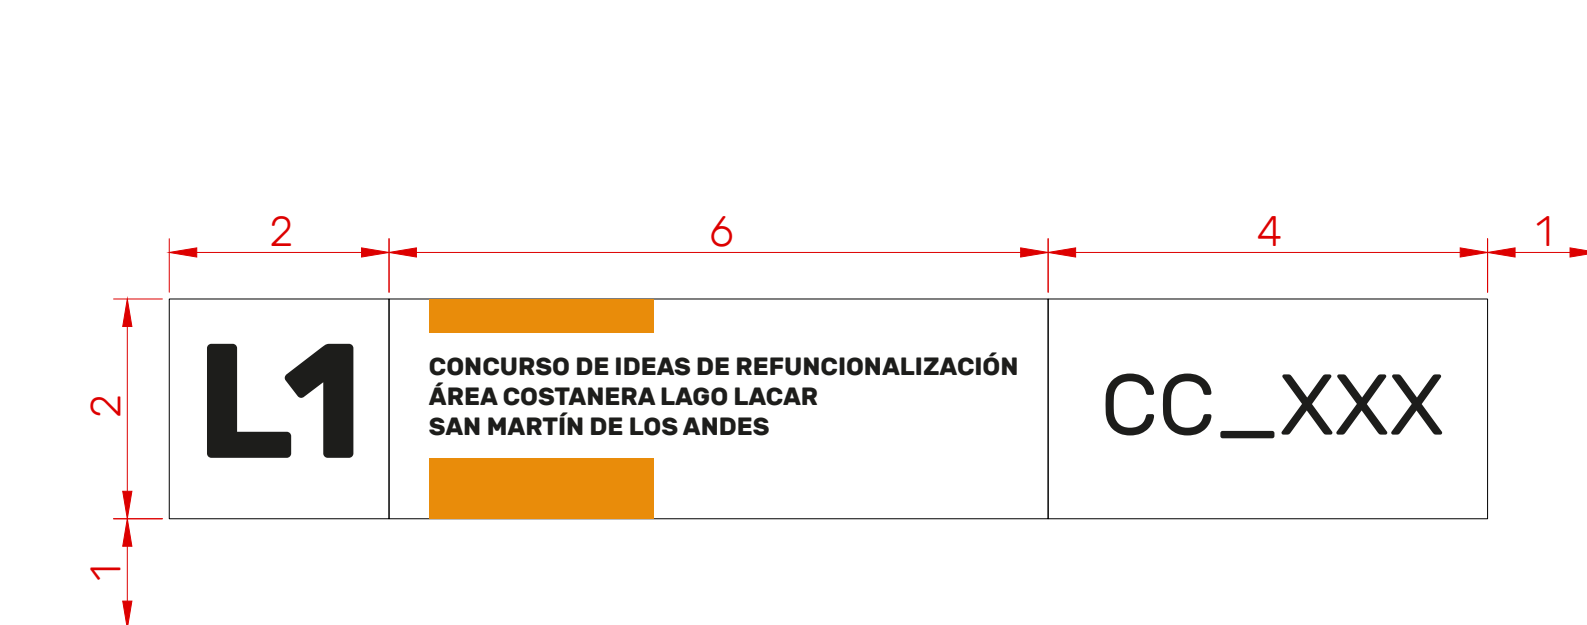 2 6 4 1
2
L1
CONCURSO DE IDEAS DE REFUNCIONALIZACIÓN
ÁREA COSTANERA LAGO LACAR
SAN MARTÍN DE LOS ANDES
CC_XXX
1